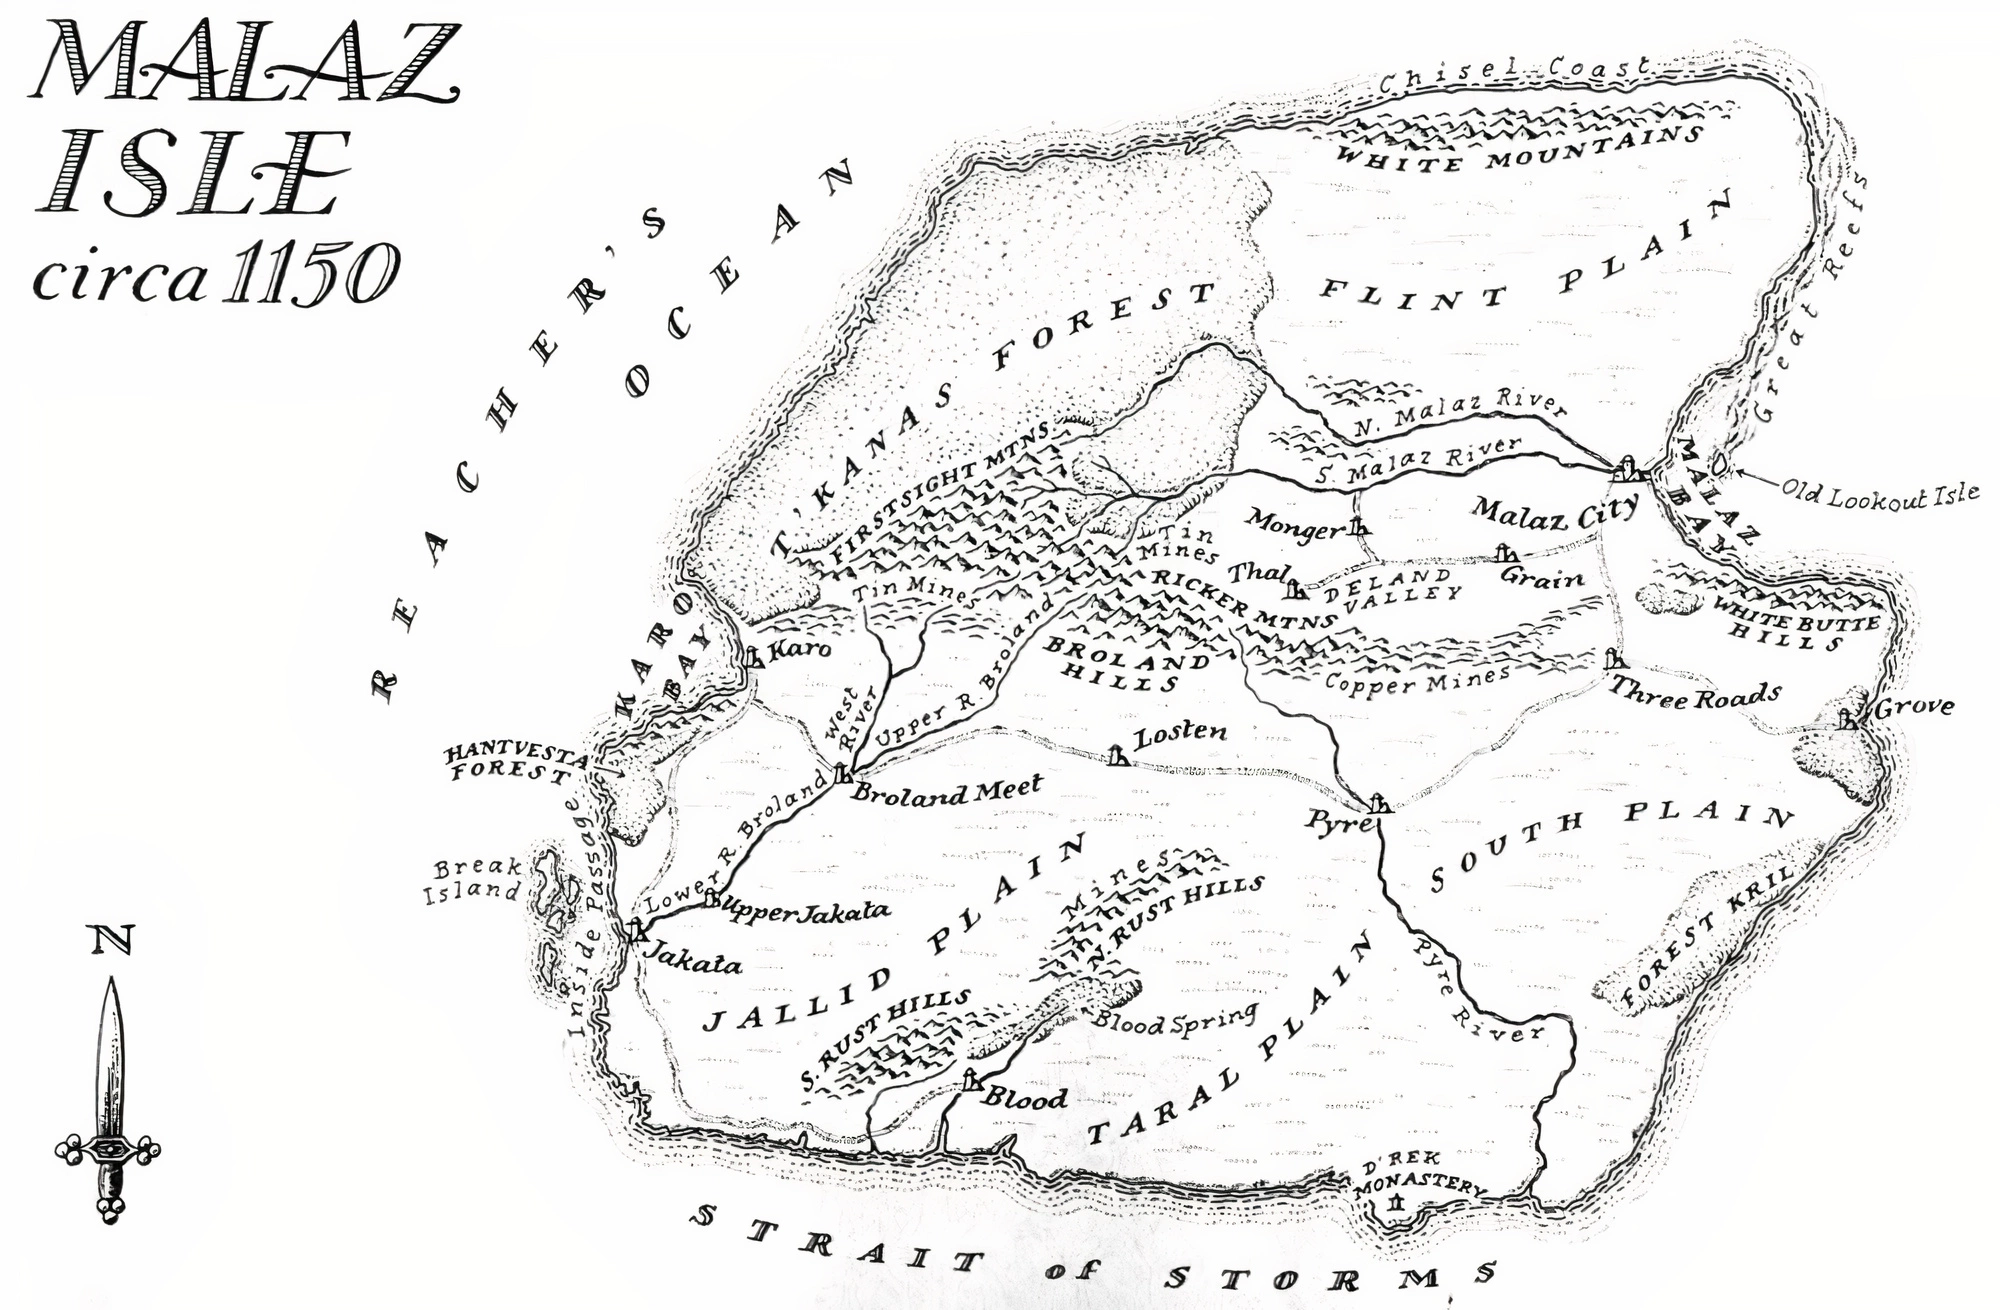 MALAZ
ISLE
circa 1150
REACHER'S
OCEAN
Chisel Coast
WHITE MOUNTAINS
FLINT PLAIN
Great Reefs
T'KANAS FOREST
FIRSTSIGHT MTNS.
N. Malaz River
S. Malaz River
MALAZ
BAY
Old Lookout Isle
Malaz City
Monger
Tin
Mines
Thal
DELAND
VALLEY
Grain
RICKER MTNS
Tin Mines
KARO
BAY
Karo
WHITE BUTTE
HILLS
BROLAND
HILLS
Copper Mines
Three Roads
Grove
West
River
Upper R. Broland
Losten
HANTVESTA
FOREST
Broland Meet
Lower R. Broland
Pyre
SOUTH PLAIN
Inside Passage
Break
Island
Upper Jakata
Jakata
JALLID PLAIN
Mines
N. RUST HILLS
FOREST KRIL
Pyre River
S. RUST HILLS
Blood Spring
Blood
TARAL PLAIN
D'REK
MONASTERY
STRAIT of STORMS
N